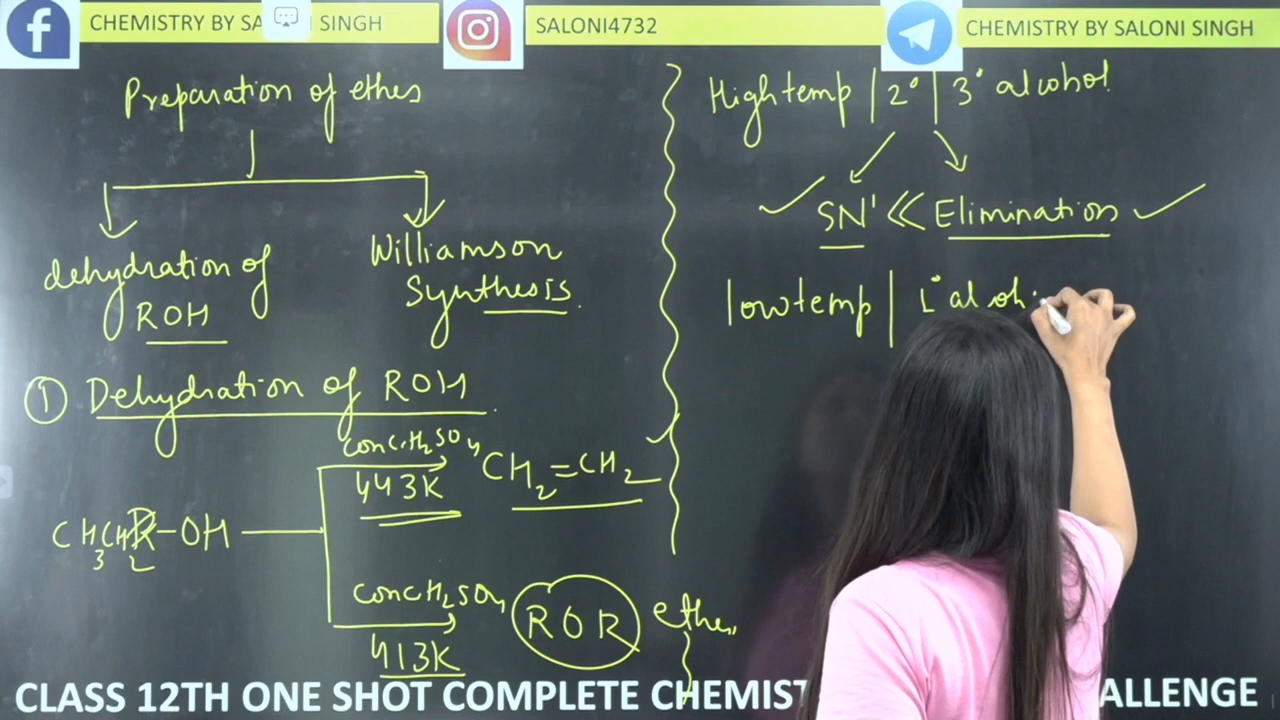 CHEMISTRY BY SA SINGH
SALONI4732
CHEMISTRY BY SALONI SINGH
Preparation of ethes
dehydration of
ROH
Williamson
Synthesis
① Dehydration of ROH
CH3CH2-OH
conc.H2SO4
443K
CH2=CH2
conc H2SO4
413K
ROR
ether
High temp | 2° | 3° alcohol
SN' << Elimination
low temp | 1° alcoh
CLASS 12TH ONE SHOT COMPLETE CHEMIST ALLENGE